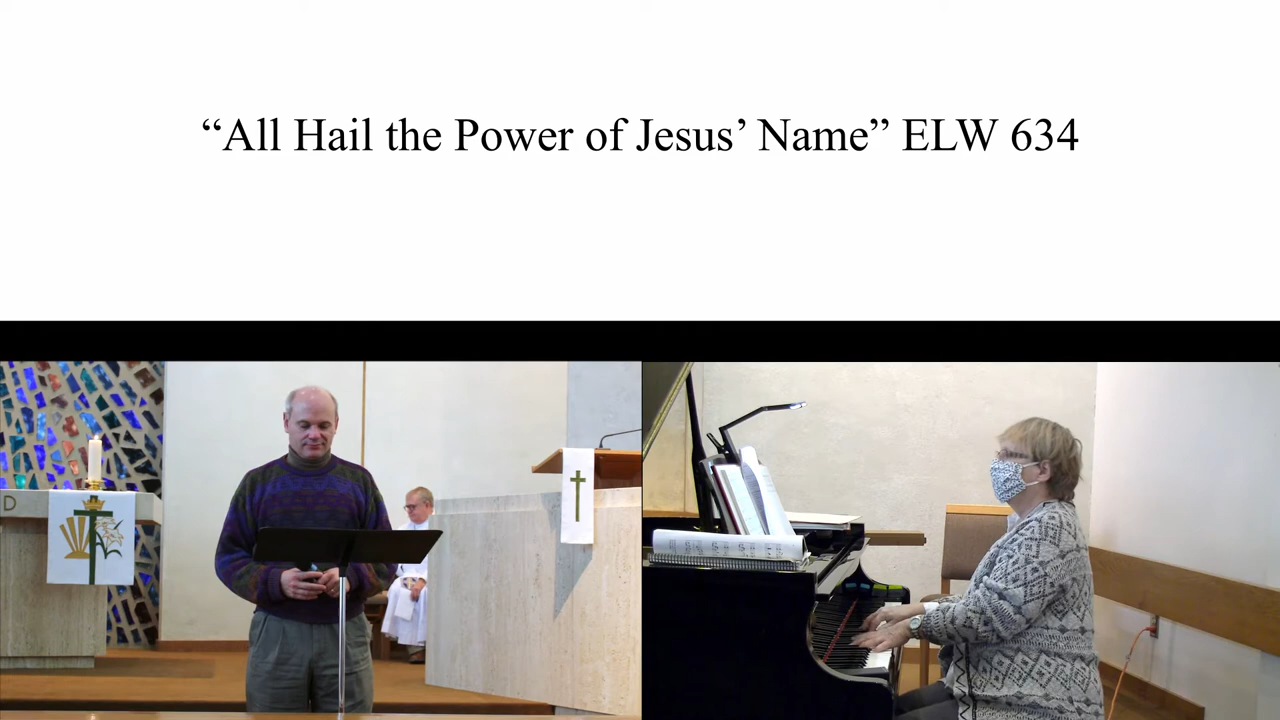 “All Hail the Power of Jesus’ Name” ELW 634
D